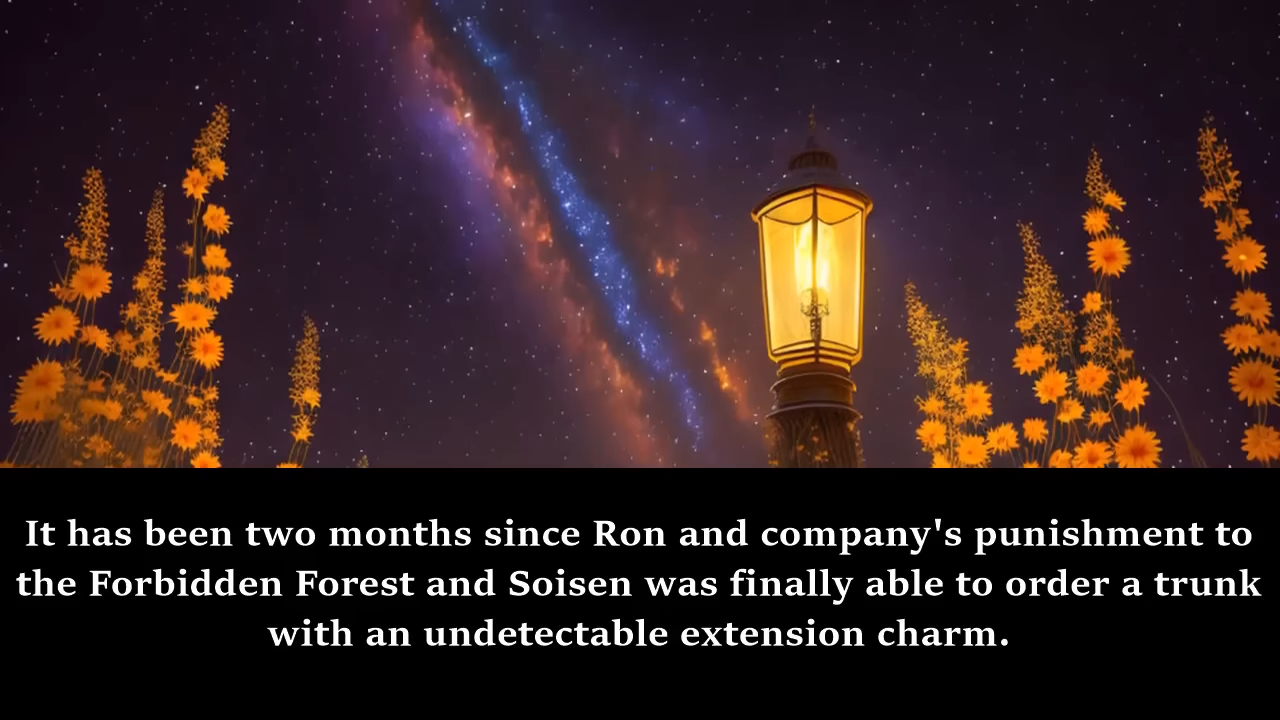 It has been two months since Ron and company's punishment to
the Forbidden Forest and Soisen was finally able to order a trunk
with an undetectable extension charm.